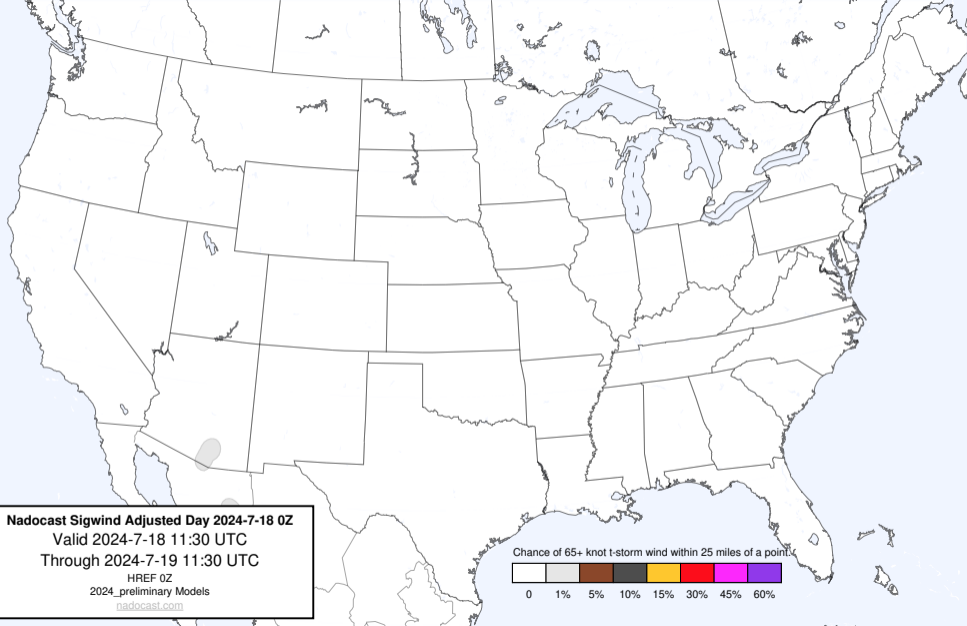 Nadocast Sigwind Adjusted Day 2024-7-18 0Z
Valid 2024-7-18 11:30 UTC
Through 2024-7-19 11:30 UTC
HREF 0Z
2024_preliminary Models
nadocast.com
Chance of 65+ knot t-storm wind within 25 miles of a point.
0 1% 5% 10% 15% 30% 45% 60%